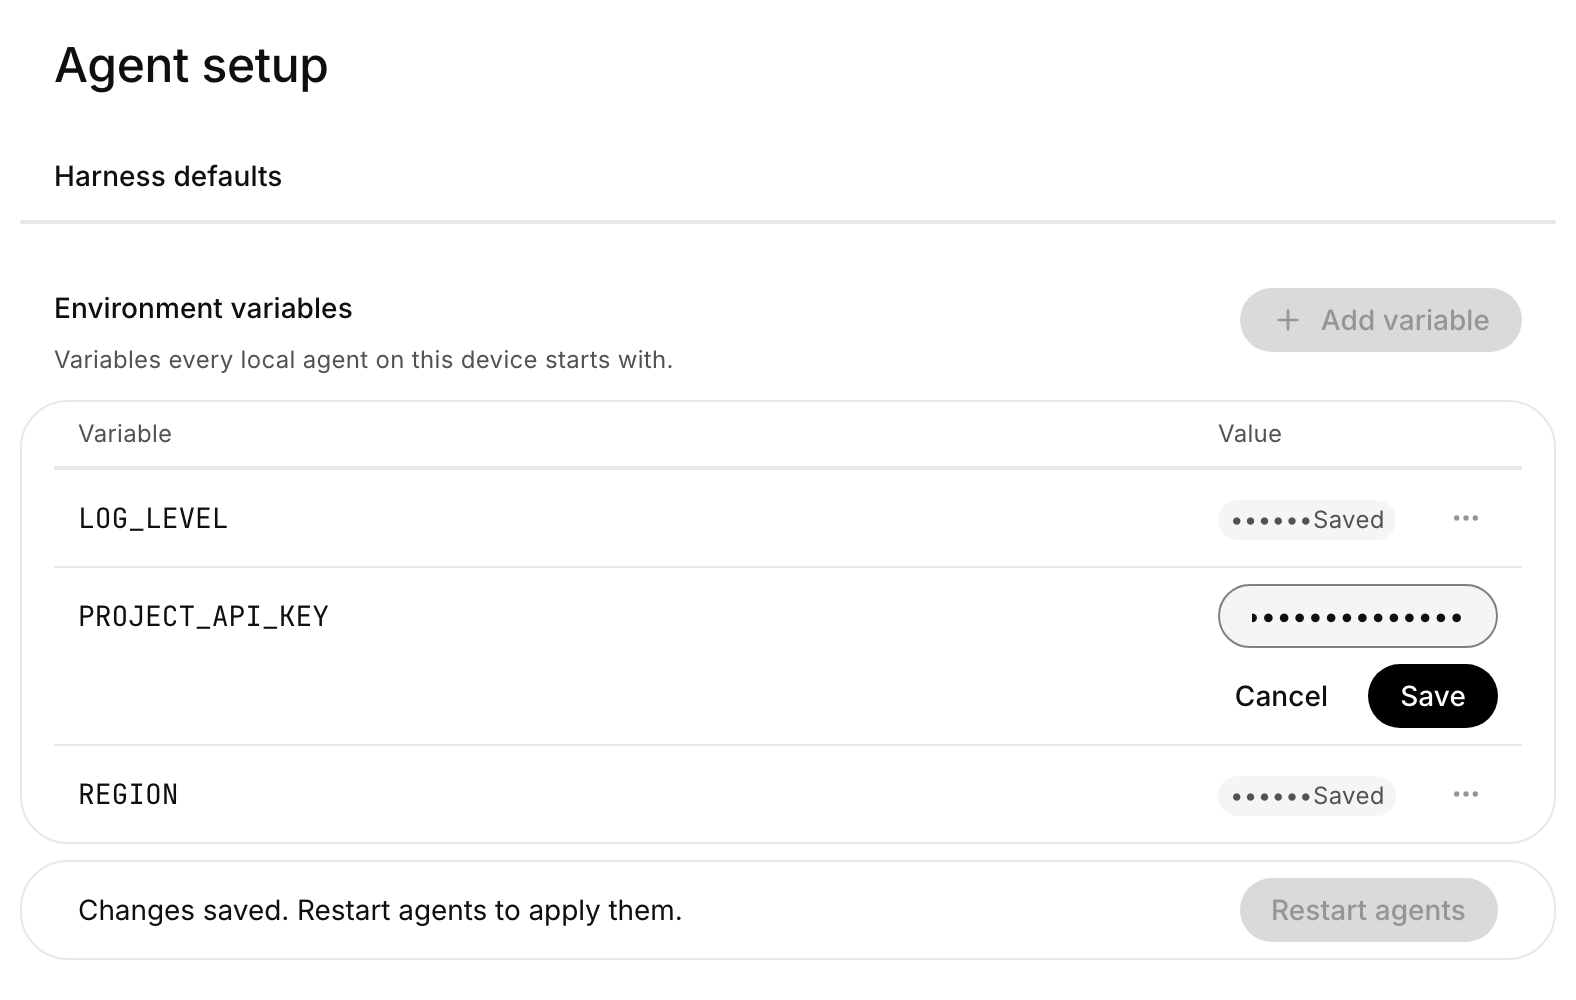 Agent setup
Harness defaults
Environment variables
Add variable
Variables every local agent on this device starts with.
Variable Value
LOG_LEVEL ••••••Saved
PROJECT_API_KEY ••••••••••••••
Cancel Save
REGION ••••••Saved
Changes saved. Restart agents to apply them. Restart agents